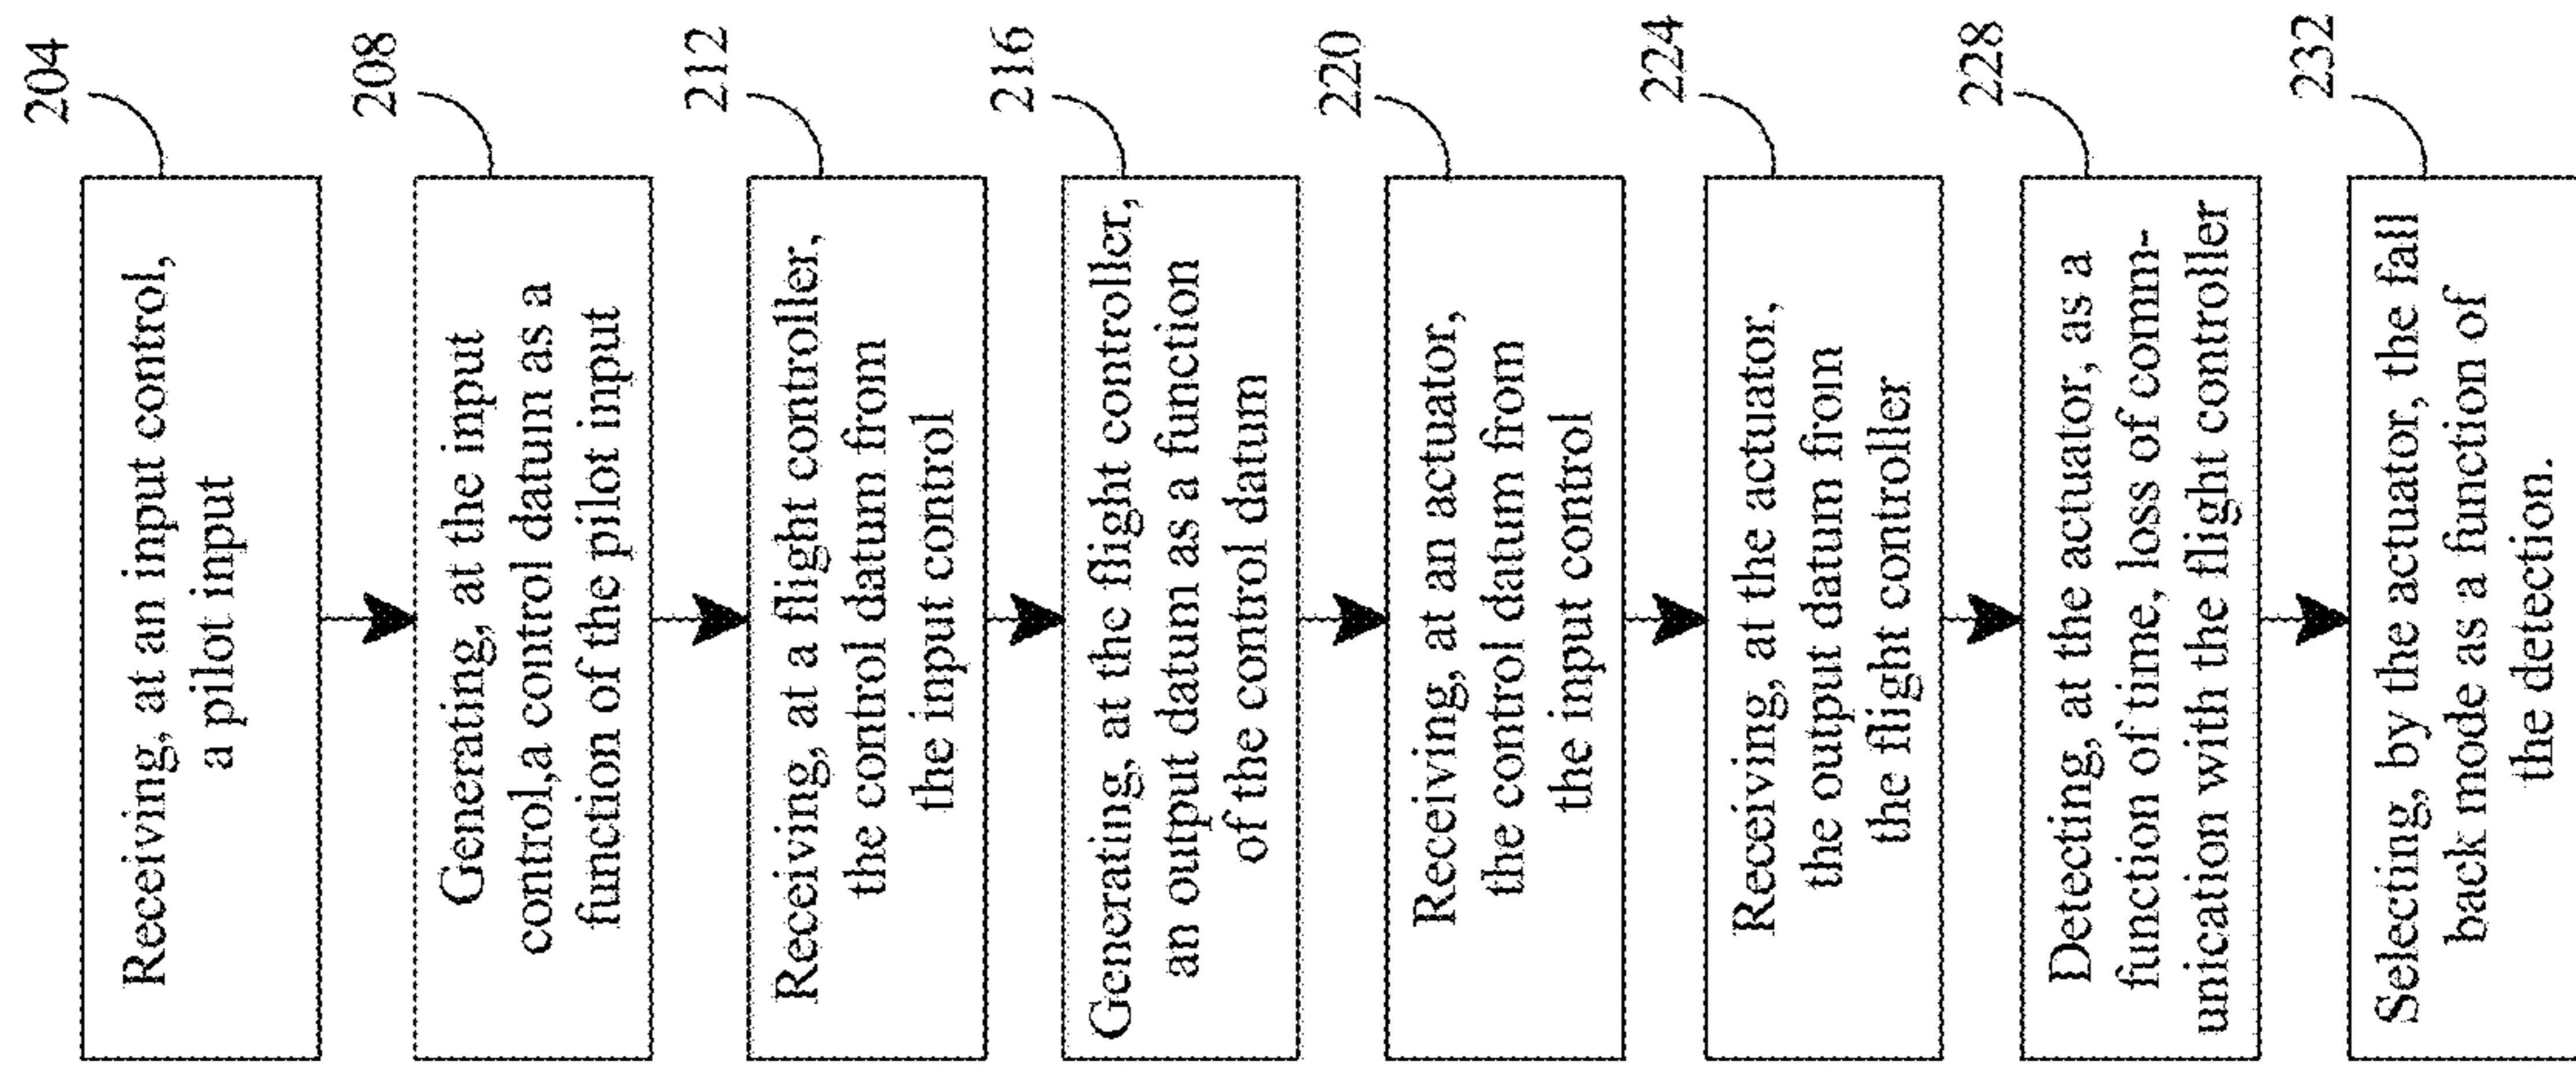 204
Receiving, at an input control,
a pilot input
208
Generating, at the input
control,a control datum as a
function of the pilot input
212
Receiving, at a flight controller,
the control datum from
the input control
216
Generating, at the flight controller,
an output datum as a function
of the control datum
220
Receiving, at an actuator,
the control datum from
the input control
224
Receiving, at the actuator,
the output datum from
the flight controller
228
Detecting, at the actuator, as a
function of time, loss of comm-
unication with the flight controller
232
Selecting, by the actuator, the fall
back mode as a function of
the detection.